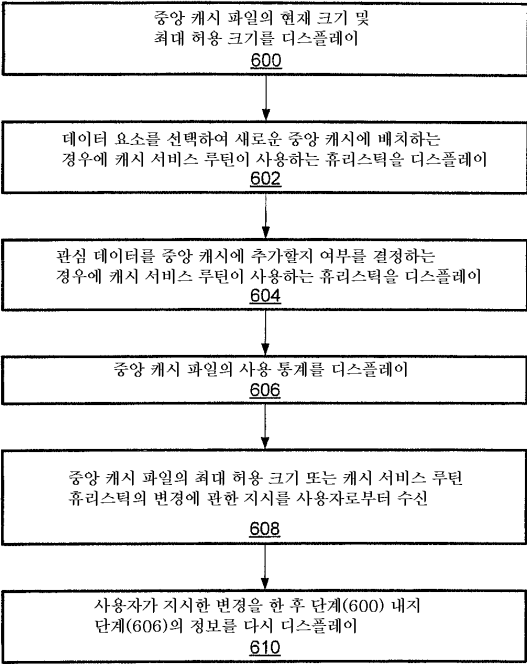 중앙 캐시 파일의 현재 크기 및
최대 허용 크기를 디스플레이
600
데이터 요소를 선택하여 새로운 중앙 캐시에 배치하는
경우에 캐시 서비스 루틴이 사용하는 휴리스틱을 디스플레이
602
관심 데이터를 중앙 캐시에 추가할지 여부를 결정하는
경우에 캐시 서비스 루틴이 사용하는 휴리스틱을 디스플레이
604
중앙 캐시 파일의 사용 통계를 디스플레이
606
중앙 캐시 파일의 최대 허용 크기 또는 캐시 서비스 루틴
휴리스틱의 변경에 관한 지시를 사용자로부터 수신
608
사용자가 지시한 변경을 한 후 단계(600) 내지
단계(606)의 정보를 다시 디스플레이
610